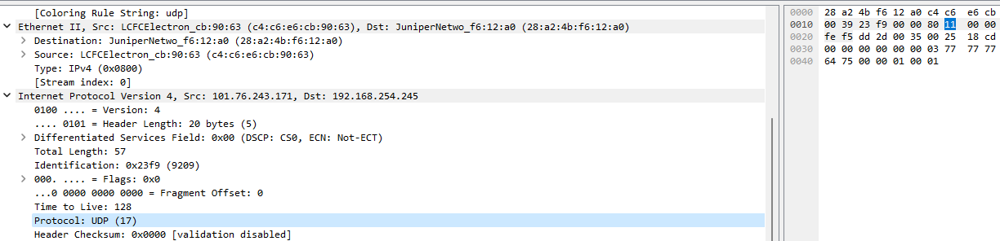 [Coloring Rule String: udp]
Ethernet II, Src: LCFCElectron_cb:90:63 (c4:c6:e6:cb:90:63), Dst: JuniperNetwo_f6:12:a0 (28:a2:4b:f6:12:a0)
Destination: JuniperNetwo_f6:12:a0 (28:a2:4b:f6:12:a0)
Source: LCFCElectron_cb:90:63 (c4:c6:e6:cb:90:63)
Type: IPv4 (0x0800)
[Stream index: 0]
Internet Protocol Version 4, Src: 101.76.243.171, Dst: 192.168.254.245
0100 .... = Version: 4
.... 0101 = Header Length: 20 bytes (5)
Differentiated Services Field: 0x00 (DSCP: CS0, ECN: Not-ECT)
Total Length: 57
Identification: 0x23f9 (9209)
000. .... = Flags: 0x0
...0 0000 0000 0000 = Fragment Offset: 0
Time to Live: 128
Protocol: UDP (17)
Header Checksum: 0x0000 [validation disabled]
0000 28 a2 4b f6 12 a0 c4 c6 e6 cb
0010 00 39 23 f9 00 00 80 11 00 00
0020 fe f5 dd 2d 00 35 00 25 18 cd
0030 00 00 00 00 00 00 03 77 77 77
0040 64 75 00 00 01 00 01